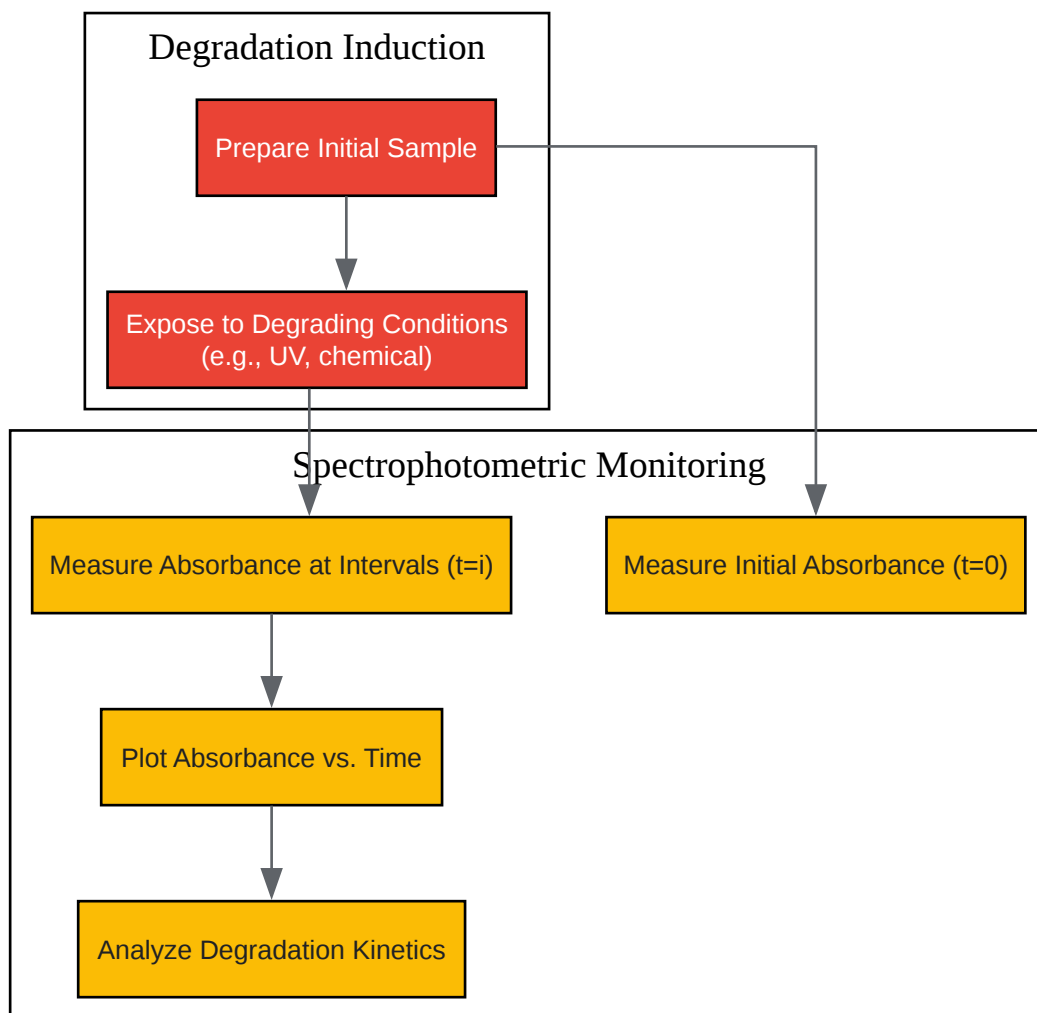 Degradation Induction
Prepare Initial Sample
Expose to Degrading Conditions
(e.g., UV, chemical)
Spectrophotometric Monitoring
Measure Absorbance at Intervals (t=i)
Measure Initial Absorbance (t=0)
Plot Absorbance vs. Time
Analyze Degradation Kinetics